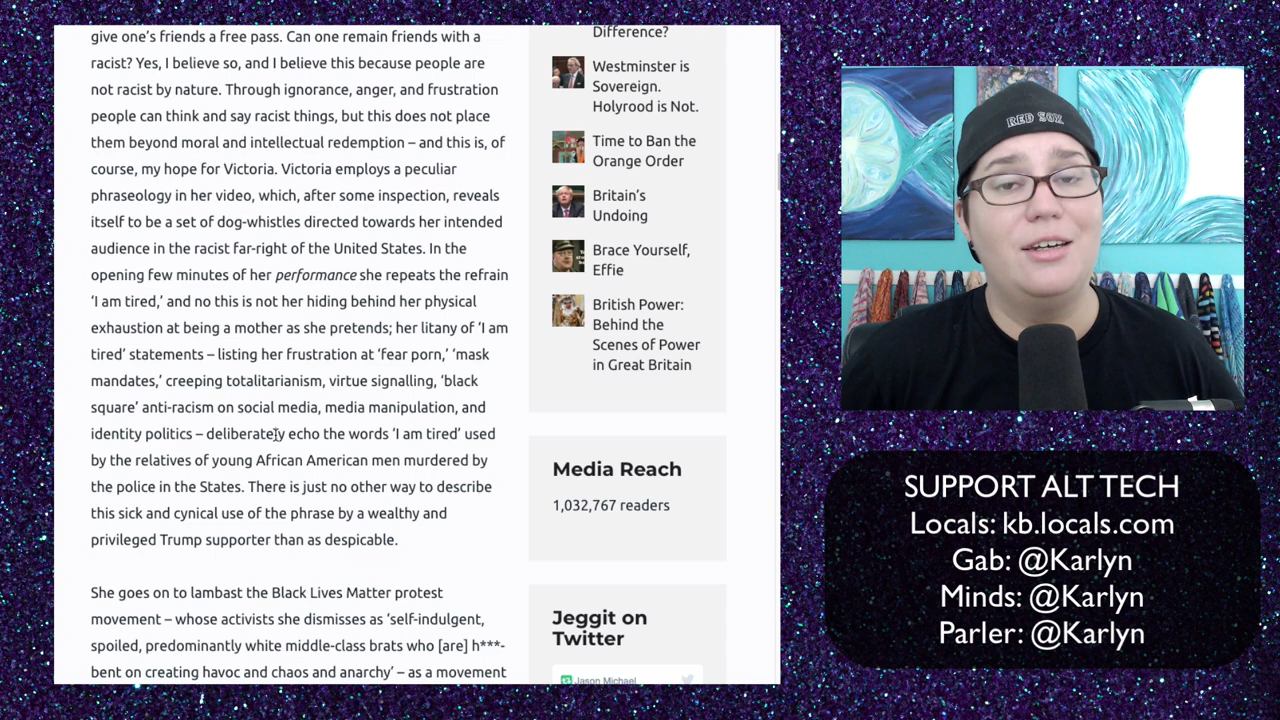 give one’s friends a free pass. Can one remain friends with a
racist? Yes, I believe so, and I believe this because people are
not racist by nature. Through ignorance, anger, and frustration
people can think and say racist things, but this does not place
them beyond moral and intellectual redemption – and this is, of
course, my hope for Victoria. Victoria employs a peculiar
phraseology in her video, which, after some inspection, reveals
itself to be a set of dog-whistles directed towards her intended
audience in the racist far-right of the United States. In the
opening few minutes of her performance she repeats the refrain
‘I am tired,’ and no this is not her hiding behind her physical
exhaustion at being a mother as she pretends; her litany of ‘I am
tired’ statements – listing her frustration at ‘fear porn,’ ‘mask
mandates,’ creeping totalitarianism, virtue signalling, ‘black
square’ anti-racism on social media, media manipulation, and
identity politics – deliberately echo the words ‘I am tired’ used
by the relatives of young African American men murdered by
the police in the States. There is just no other way to describe
this sick and cynical use of the phrase by a wealthy and
privileged Trump supporter than as despicable.
She goes on to lambast the Black Lives Matter protest
movement – whose activists she dismisses as ‘self-indulgent,
spoiled, predominantly white middle-class brats who [are] h***-
bent on creating havoc and chaos and anarchy’ – as a movement
Difference?
Westminster is
Sovereign.
Holyrood is Not.
Time to Ban the
Orange Order
Britain’s
Undoing
Brace Yourself,
Effie
British Power:
Behind the
Scenes of Power
in Great Britain
Media Reach
1,032,767 readers
Jeggit on
Twitter
Jason Michael
RED SOX
SUPPORT ALT TECH
Locals: kb.locals.com
Gab: @Karlyn
Minds: @Karlyn
Parler: @Karlyn